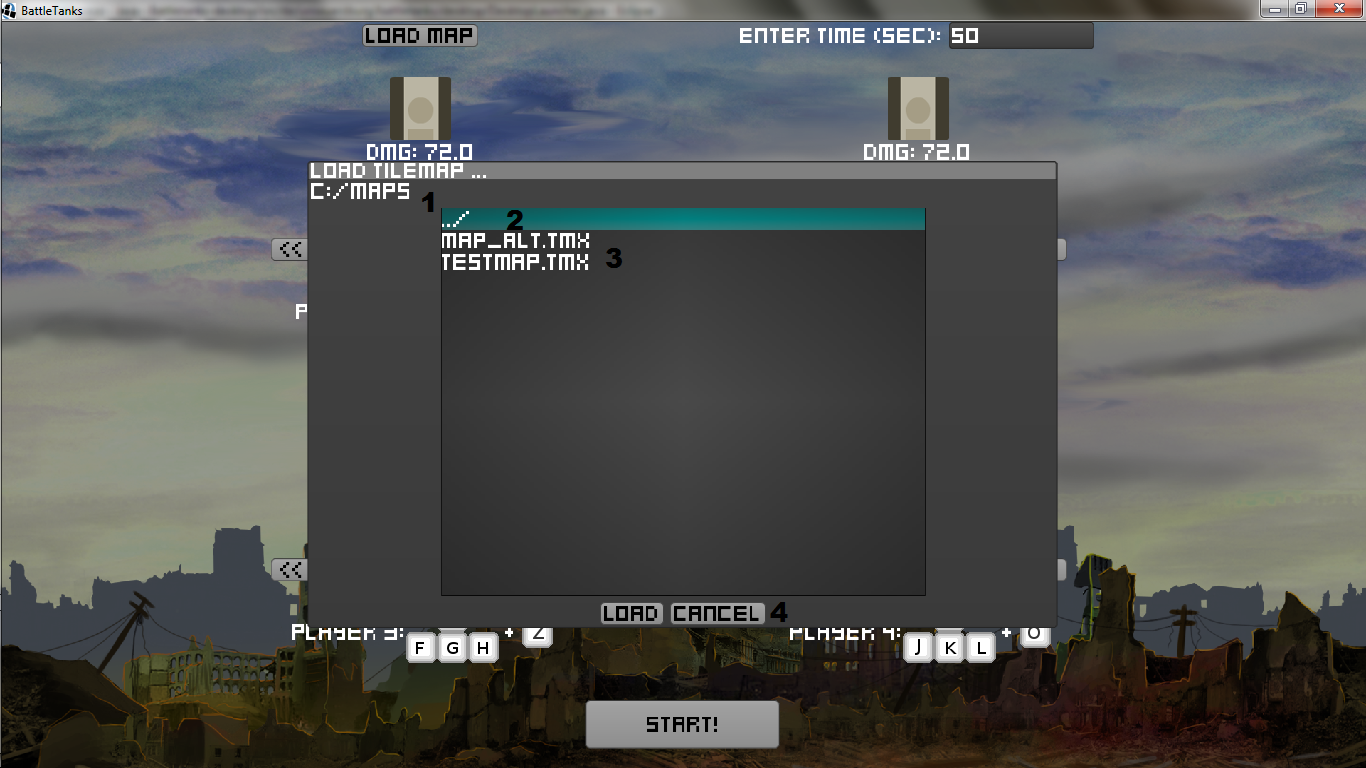 BattleTanks
LOAD MAP
ENTER TIME (SEC): 50
DMG: 72.0
DMG: 72.0
LOAD TILEMAP ...
C:/MAPS
1
../
2
MAP_ALT.TMX
TESTMAP.TMX
3
<<
P
<<
LOAD
CANCEL
4
PLAYER 3:
F
G
H
+
Z
PLAYER 4:
J
K
L
+
O
START!